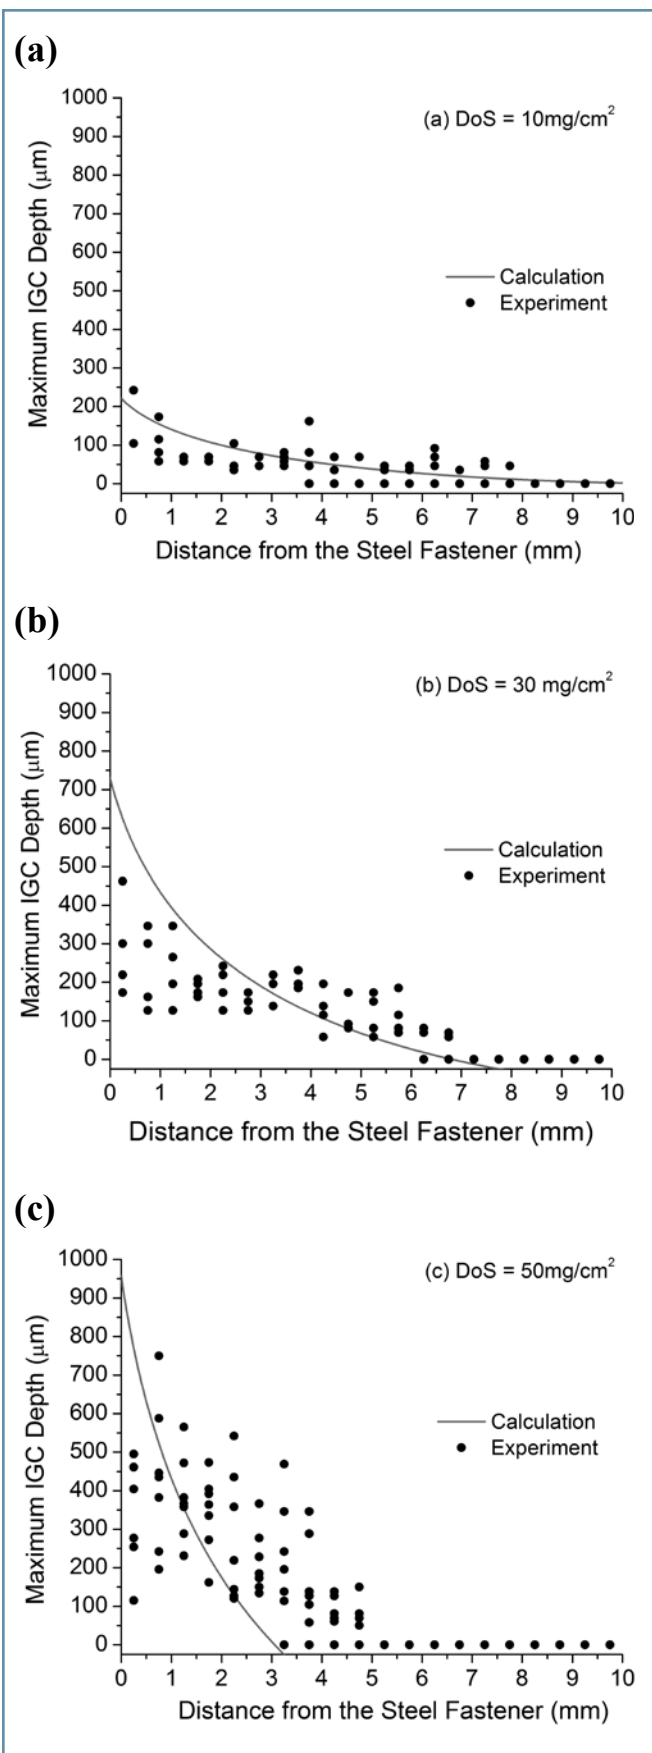 (a)
1000
900
800
700
600
500
400
300
200
100
0
Maximum IGC Depth (μm)
(a) DoS = 10mg/cm²
Calculation
Experiment
0 1 2 3 4 5 6 7 8 9 10
Distance from the Steel Fastener (mm)
(b)
1000
900
800
700
600
500
400
300
200
100
0
Maximum IGC Depth (μm)
(b) DoS = 30 mg/cm²
Calculation
Experiment
0 1 2 3 4 5 6 7 8 9 10
Distance from the Steel Fastener (mm)
(c)
1000
900
800
700
600
500
400
300
200
100
0
Maximum IGC Depth (μm)
(c) DoS = 50mg/cm²
Calculation
Experiment
0 1 2 3 4 5 6 7 8 9 10
Distance from the Steel Fastener (mm)